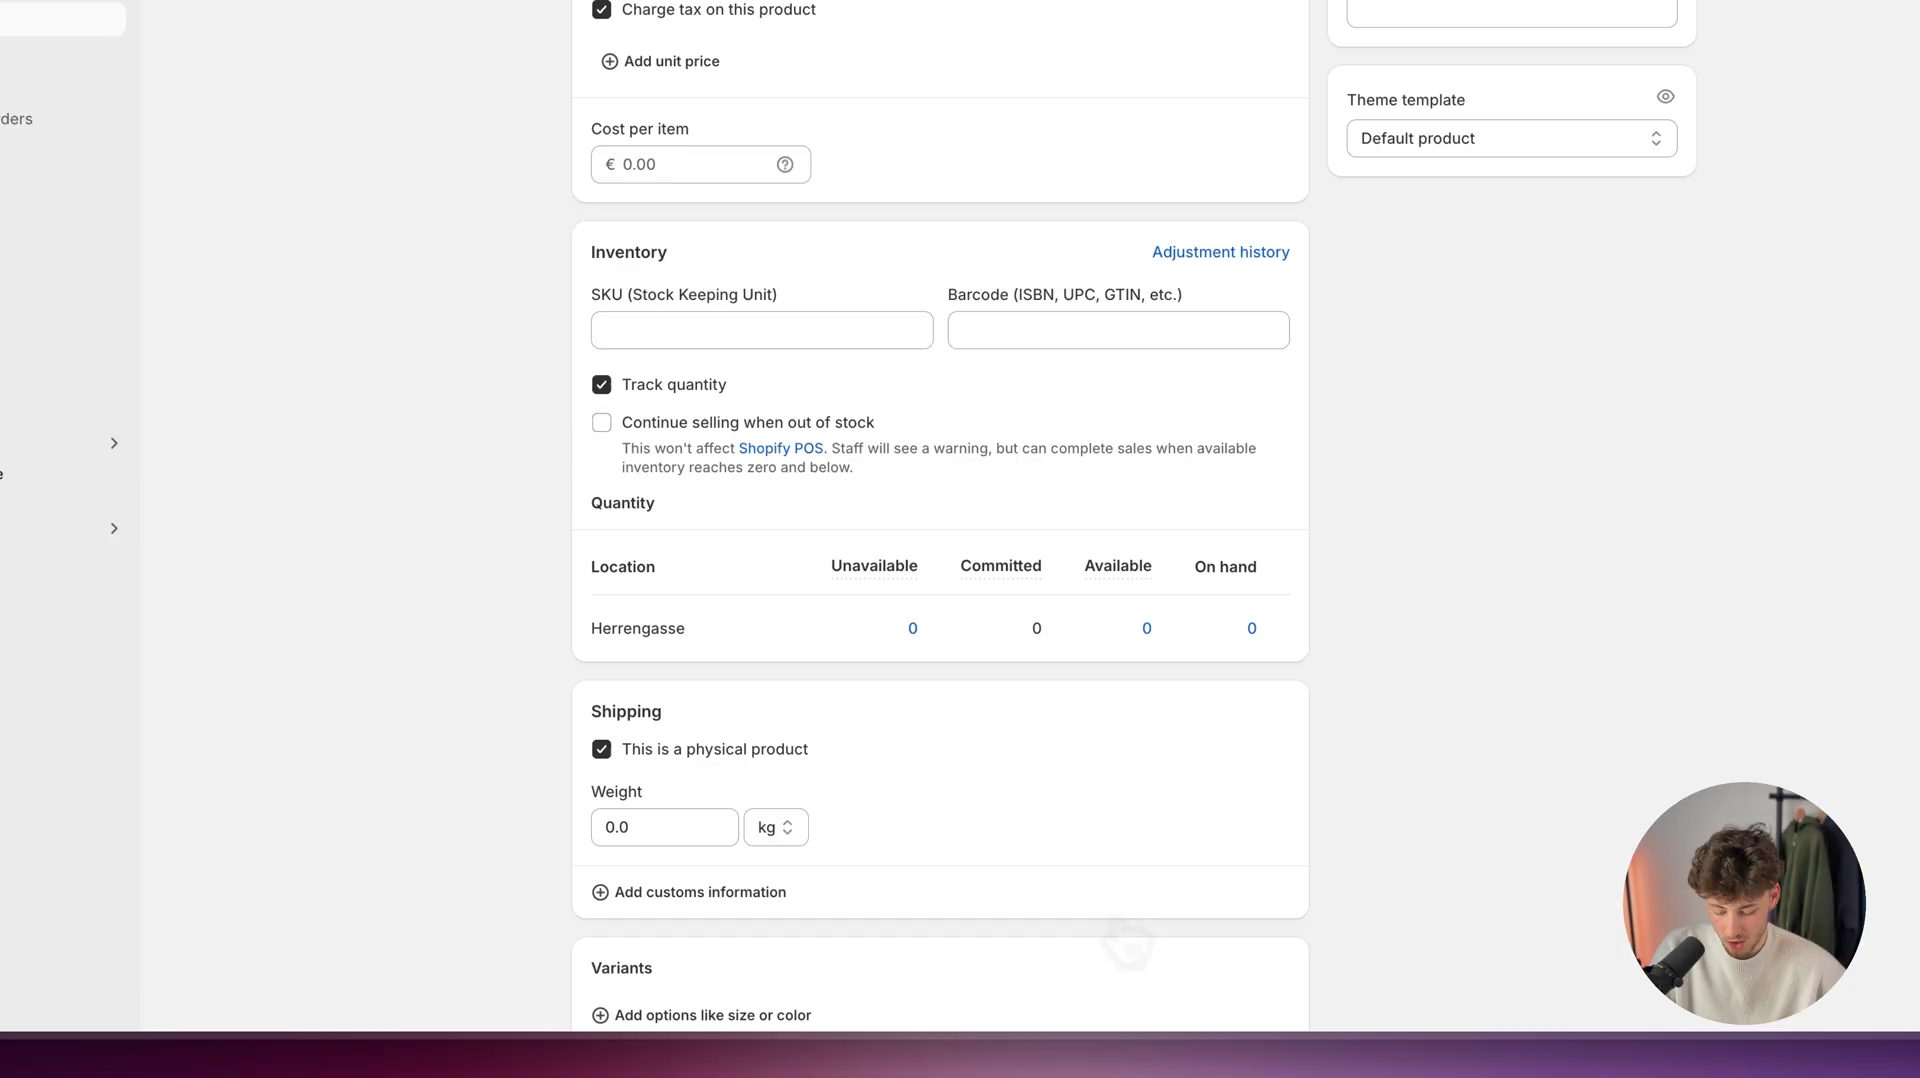 Charge tax on this product
Add unit price
ders
Theme template
Default product
Cost per item
€ 0.00
Inventory
Adjustment history
SKU (Stock Keeping Unit)
Barcode (ISBN, UPC, GTIN, etc.)
Track quantity
Continue selling when out of stock
This won't affect Shopify POS. Staff will see a warning, but can complete sales when available
inventory reaches zero and below.
e
Quantity
Location Unavailable Committed Available On hand
Herrengasse 0 0 0 0
Shipping
This is a physical product
Weight
0.0 kg
Add customs information
Variants
Add options like size or color